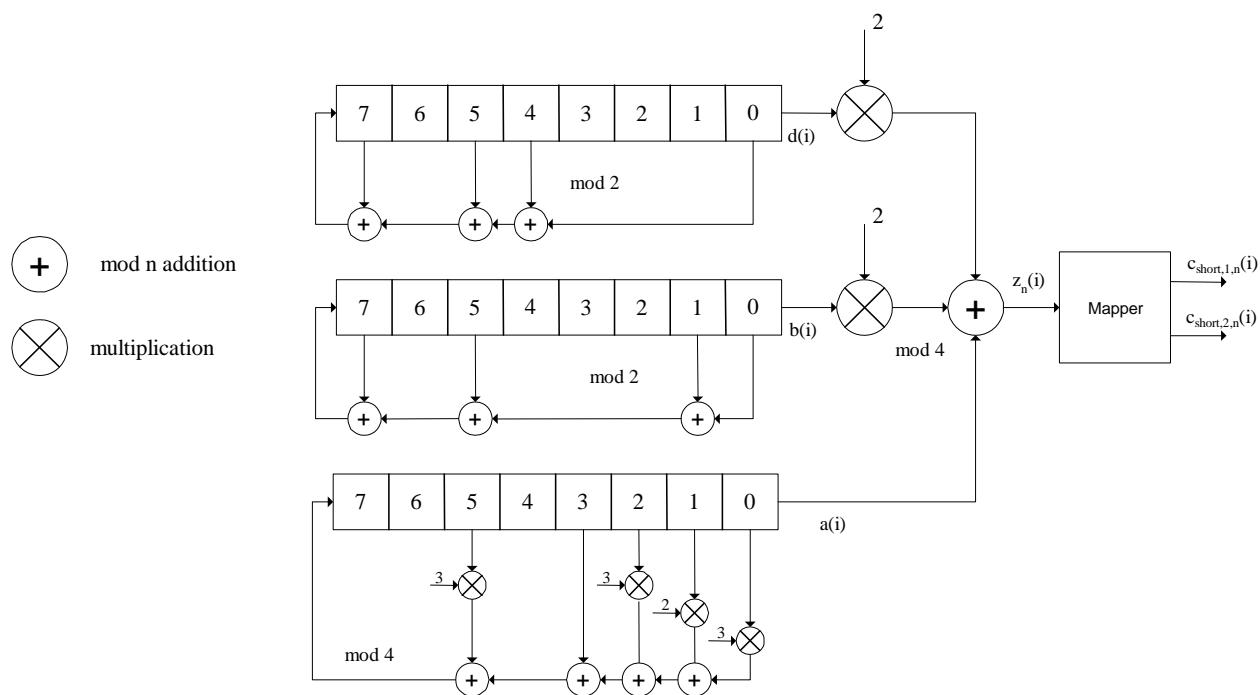 2
7 6 5 4 3 2 1 0
d(i)
mod 2
+ + +
2
+ mod n addition
multiplication
7 6 5 4 3 2 1 0
b(i)
mod 2
+ + +
+
mod 4
z_n(i)
Mapper
c_short,1,n(i)
c_short,2,n(i)
7 6 5 4 3 2 1 0
a(i)
3 3
2
3
mod 4
+ + + +